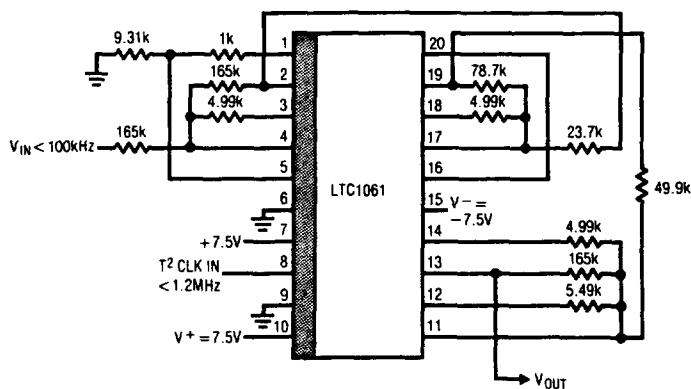 9.31k
1k
1
20
165k
2
19
78.7k
4.99k
3
18
4.99k
V_IN < 100kHz
165k
4
17
23.7k
5
16
49.9k
LTC1061
6
15
V⁻ =
-7.5V
+7.5V
7
14
4.99k
T² CLK IN
<1.2MHz
8
13
165k
9
12
5.49k
V⁺ = 7.5V
10
11
V_OUT